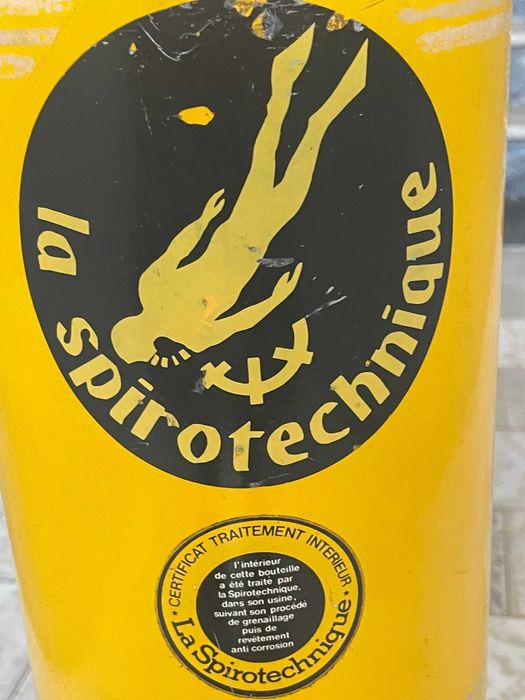 la spirotechnique
CERTIFICAT TRAITEMENT INTERIEUR
l'intérieur
de cette bouteille
a été traite par
la Spirotechnique,
dans son usine,
suivant son procédé
de grenaillage
puis de
revêtement
anti corrosion
La Spirotechnique